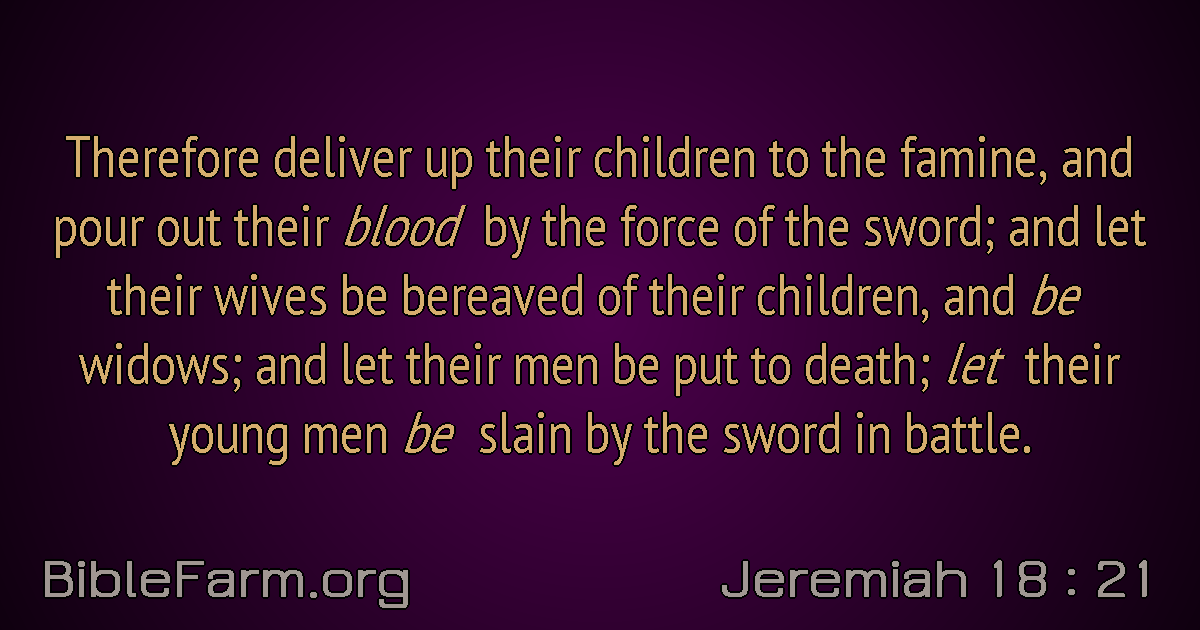 Therefore deliver up their children to the famine, and
pour out their blood by the force of the sword; and let
their wives be bereaved of their children, and be
widows; and let their men be put to death; let their
young men be slain by the sword in battle.
BibleFarm.org
Jeremiah 18 : 21